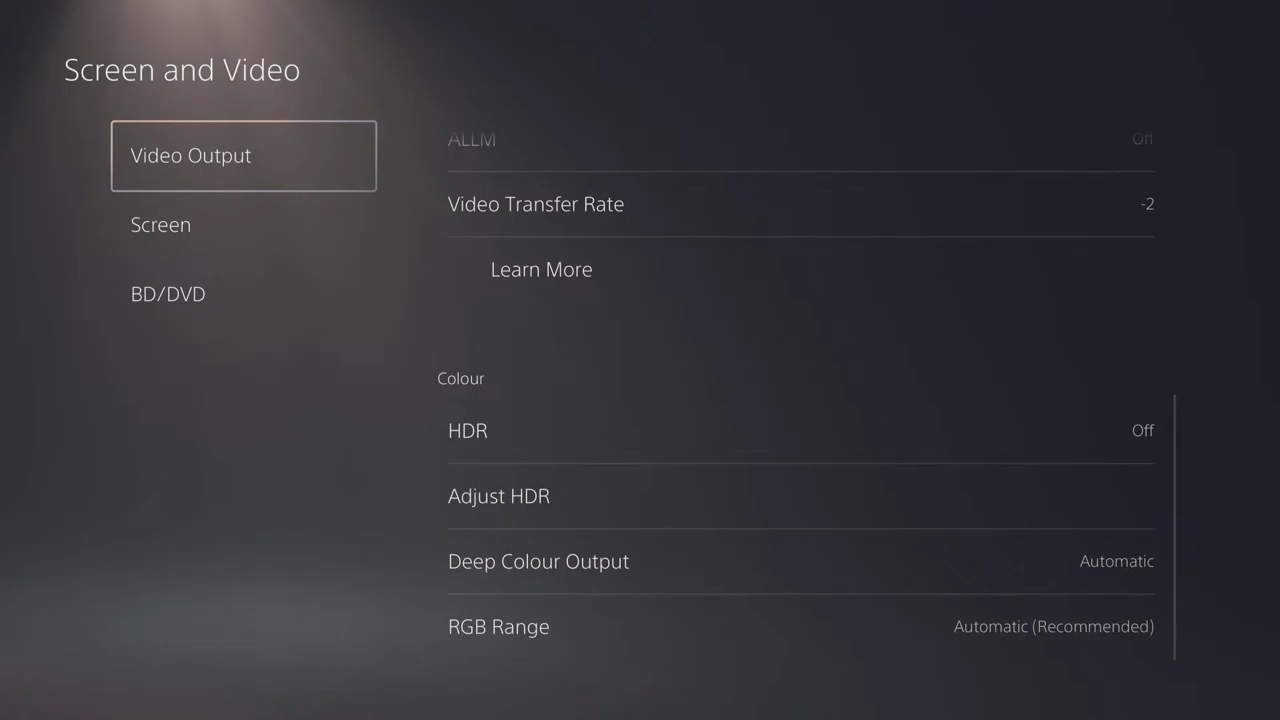 Screen and Video
Video Output
Screen
BD/DVD
ALLM Off
Video Transfer Rate -2
Learn More
Colour
HDR Off
Adjust HDR
Deep Colour Output Automatic
RGB Range Automatic (Recommended)